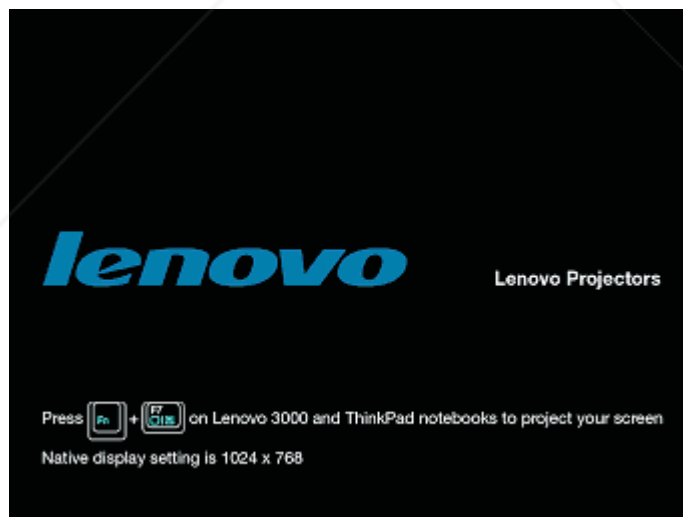 lenovo
Lenovo Projectors
Press Fn + F7 on Lenovo 3000 and ThinkPad notebooks to project your screen
Native display setting is 1024 x 768